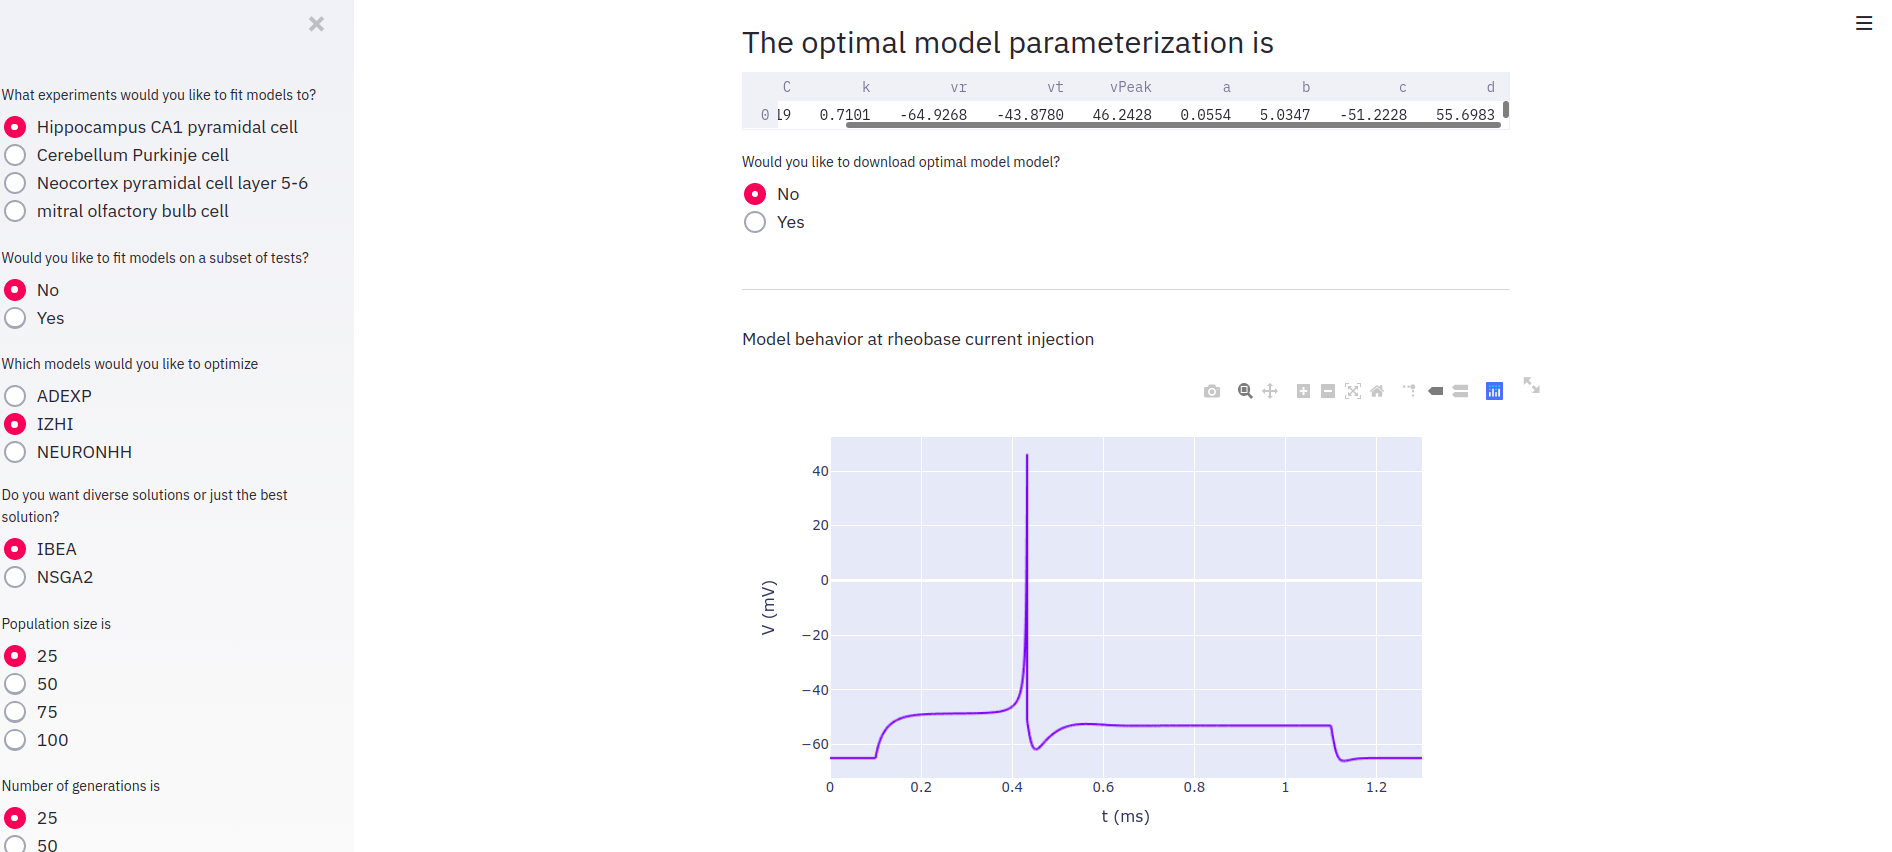 What experiments would you like to fit models to?
Hippocampus CA1 pyramidal cell
Cerebellum Purkinje cell
Neocortex pyramidal cell layer 5-6
mitral olfactory bulb cell
Would you like to fit models on a subset of tests?
No
Yes
Which models would you like to optimize
ADEXP
IZHI
NEURONHH
Do you want diverse solutions or just the best
solution?
IBEA
NSGA2
Population size is
25
50
75
100
Number of generations is
25
50
The optimal model parameterization is
C k vr vt vPeak a b c d
0 19 0.7101 -64.9268 -43.8780 46.2428 0.0554 5.0347 -51.2228 55.6983
Would you like to download optimal model model?
No
Yes
Model behavior at rheobase current injection
40
20
0
−20
−40
−60
V (mV)
0 0.2 0.4 0.6 0.8 1 1.2
t (ms)